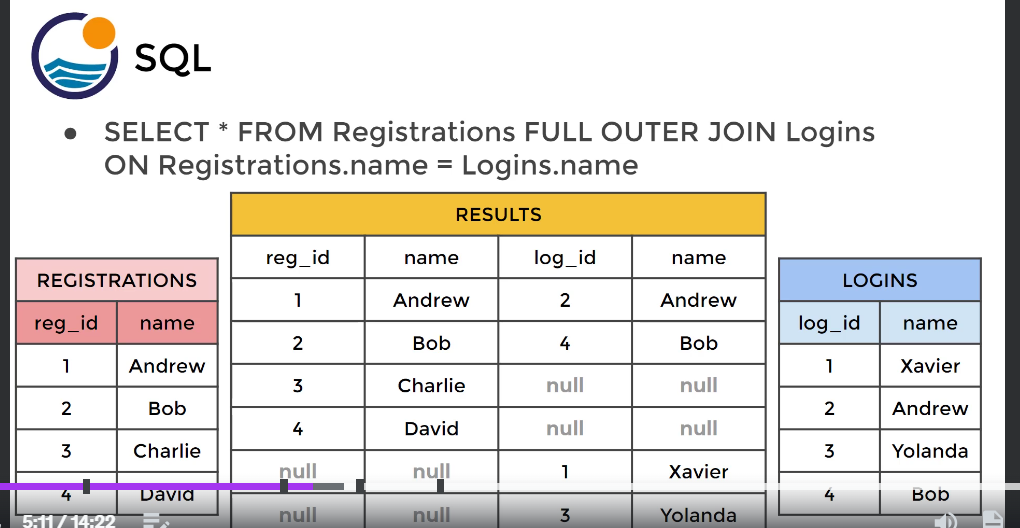 SQL
● SELECT * FROM Registrations FULL OUTER JOIN Logins
ON Registrations.name = Logins.name
RESULTS
reg_id name log_id name
1 Andrew 2 Andrew
2 Bob 4 Bob
3 Charlie null null
4 David null null
null null 1 Xavier
null null 3 Yolanda
REGISTRATIONS
reg_id name
1 Andrew
2 Bob
3 Charlie
4 David
LOGINS
log_id name
1 Xavier
2 Andrew
3 Yolanda
4 Bob
5:11 / 14:22